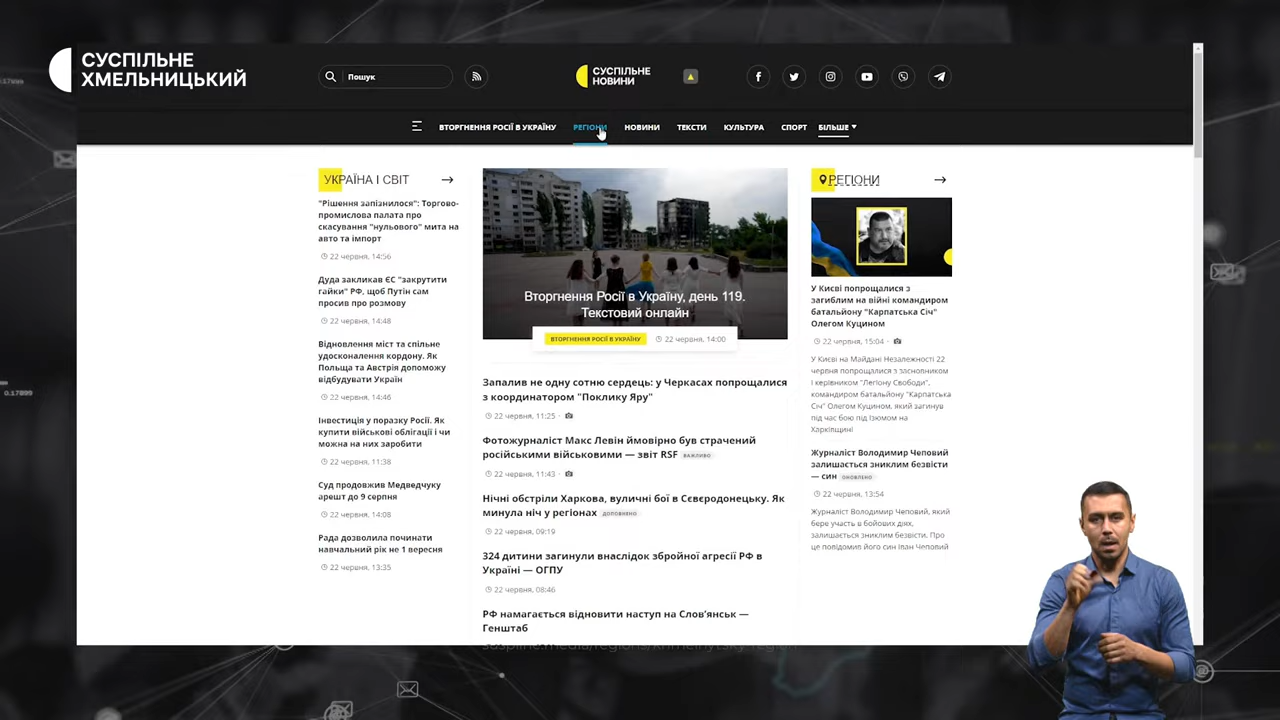 СУСПІЛЬНЕ
ХМЕЛЬНИЦЬКИЙ
Пошук
СУСПІЛЬНЕ
НОВИНИ
ВТОРГНЕННЯ РОСІЇ В УКРАЇНУ
РЕГІОНИ
НОВИНИ
ТЕКСТИ
КУЛЬТУРА
СПОРТ
БІЛЬШЕ
УКРАЇНА І СВІТ
"Рішення запізнилося": Торгово-
промислова палата про
скасування "нульового" мита на
авто та імпорт
22 червня, 14:56
Дуда закликав ЄС "закрутити
гайки" РФ, щоб Путін сам
просив про розмову
22 червня, 14:48
Відновлення міст та спільне
удосконалення кордону. Як
Польща та Австрія допоможу
відбудувати Україн
22 червня, 14:46
Інвестиція у поразку Росії. Як
купити військові облігації і чи
можна на них заробити
22 червня, 11:38
Суд продовжив Медведчуку
арешт до 9 серпня
22 червня, 14:08
Рада дозволила починати
навчальний рік не 1 вересня
22 червня, 13:35
Вторгнення Росії в Україну, день 119.
Текстовий онлайн
ВТОРГНЕННЯ РОСІЇ В УКРАЇНУ
22 червня, 14:00
Запалив не одну сотню сердець: у Черкасах попрощалися
з координатором "Поклику Яру"
22 червня, 11:25
Фотожурналіст Макс Левін ймовірно був страчений
російськими військовими — звіт RSF ВАЖЛИВО
22 червня, 11:43
Нічні обстріли Харкова, вуличні бої в Сєвєродонецьку. Як
минула ніч у регіонах ДОПОВНЕНО
22 червня, 09:19
324 дитини загинули внаслідок збройної агресії РФ в
Україні — ОГПУ
22 червня, 08:46
РФ намагається відновити наступ на Слов’янськ —
Генштаб
suspilne.media/regions/khmelnytskiy-region
РЕГІОНИ
У Києві попрощалися з
загиблим на війні командиром
батальйону "Карпатська Січ"
Олегом Куцином
22 червня, 15:04
У Києві на Майдані Незалежності 22
червня попрощалися з засновником
і керівником "Легіону Свободи",
командиром батальйону "Карпатська
Січ" Олегом Куцином, який загинув
під час бою під Ізюмом на
Харківщині
Журналіст Володимир Чеповий
залишається зниклим безвісти
— син ОНОВЛЕНО
22 червня, 13:54
Журналіст Володимир Чеповий, який
бере участь в бойових діях,
залишається зниклим безвісти. Про
це повідомив його син Іван Чеповий
0.17899